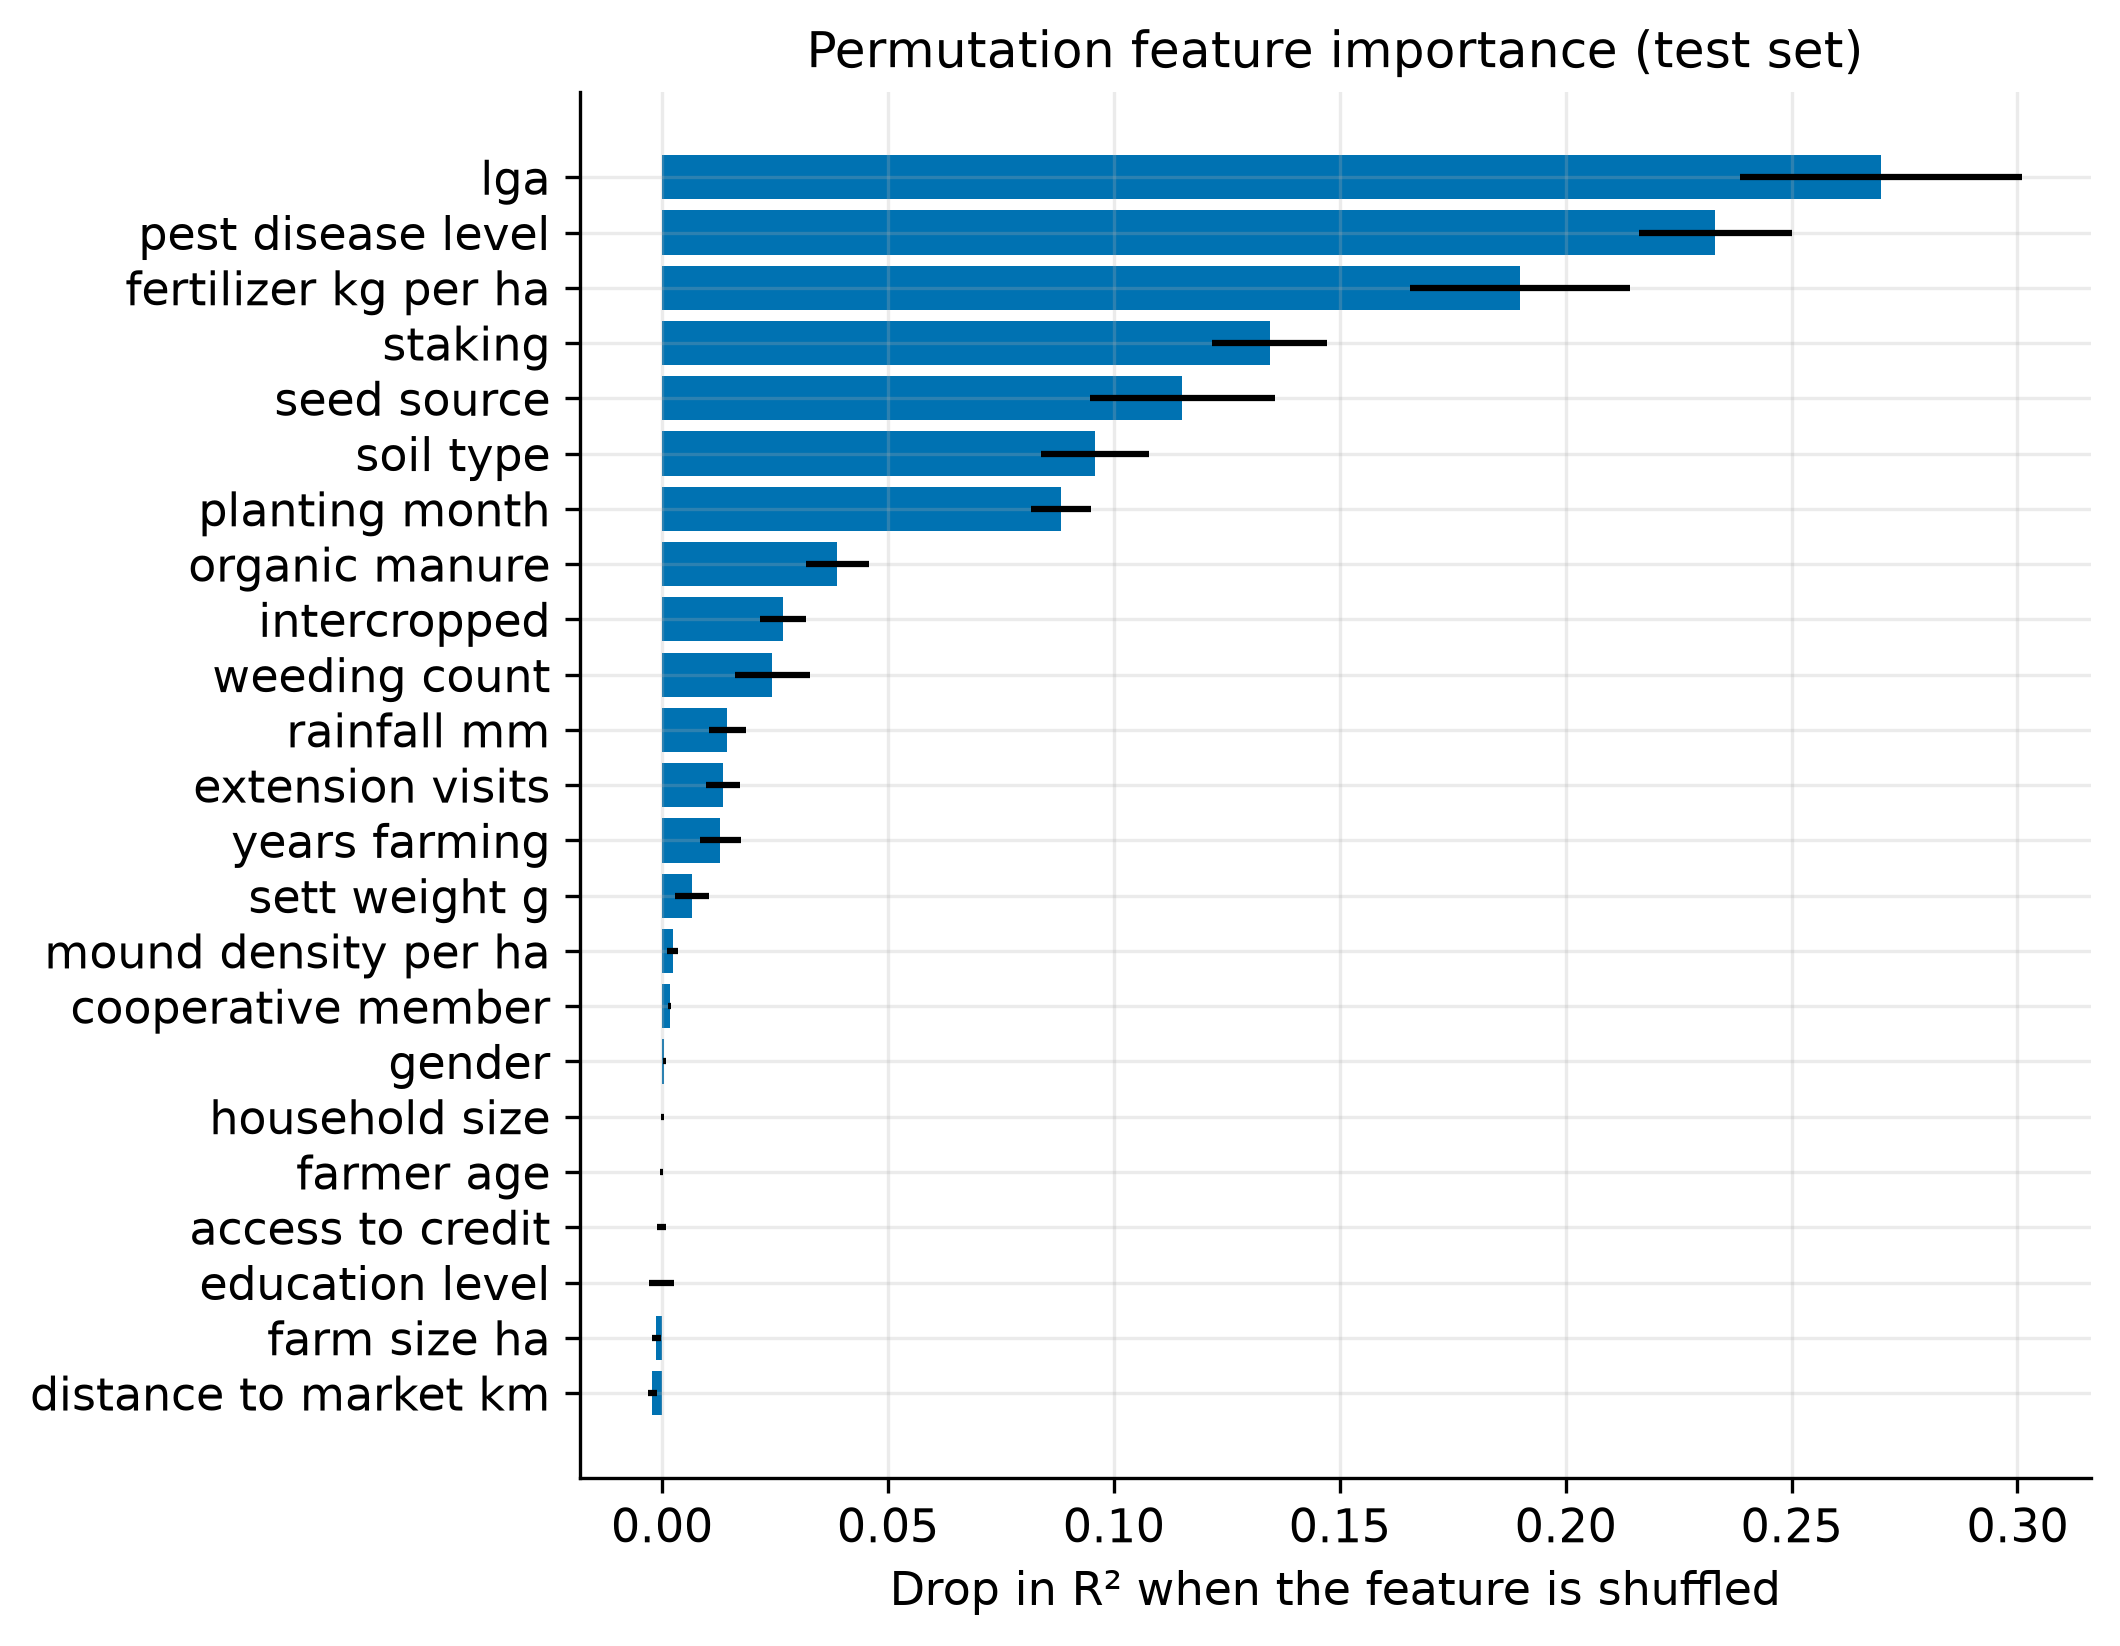 Permutation feature importance (test set)
lga
pest disease level
fertilizer kg per ha
staking
seed source
soil type
planting month
organic manure
intercropped
weeding count
rainfall mm
extension visits
years farming
sett weight g
mound density per ha
cooperative member
gender
household size
farmer age
access to credit
education level
farm size ha
distance to market km
0.00 0.05 0.10 0.15 0.20 0.25 0.30
Drop in R² when the feature is shuffled